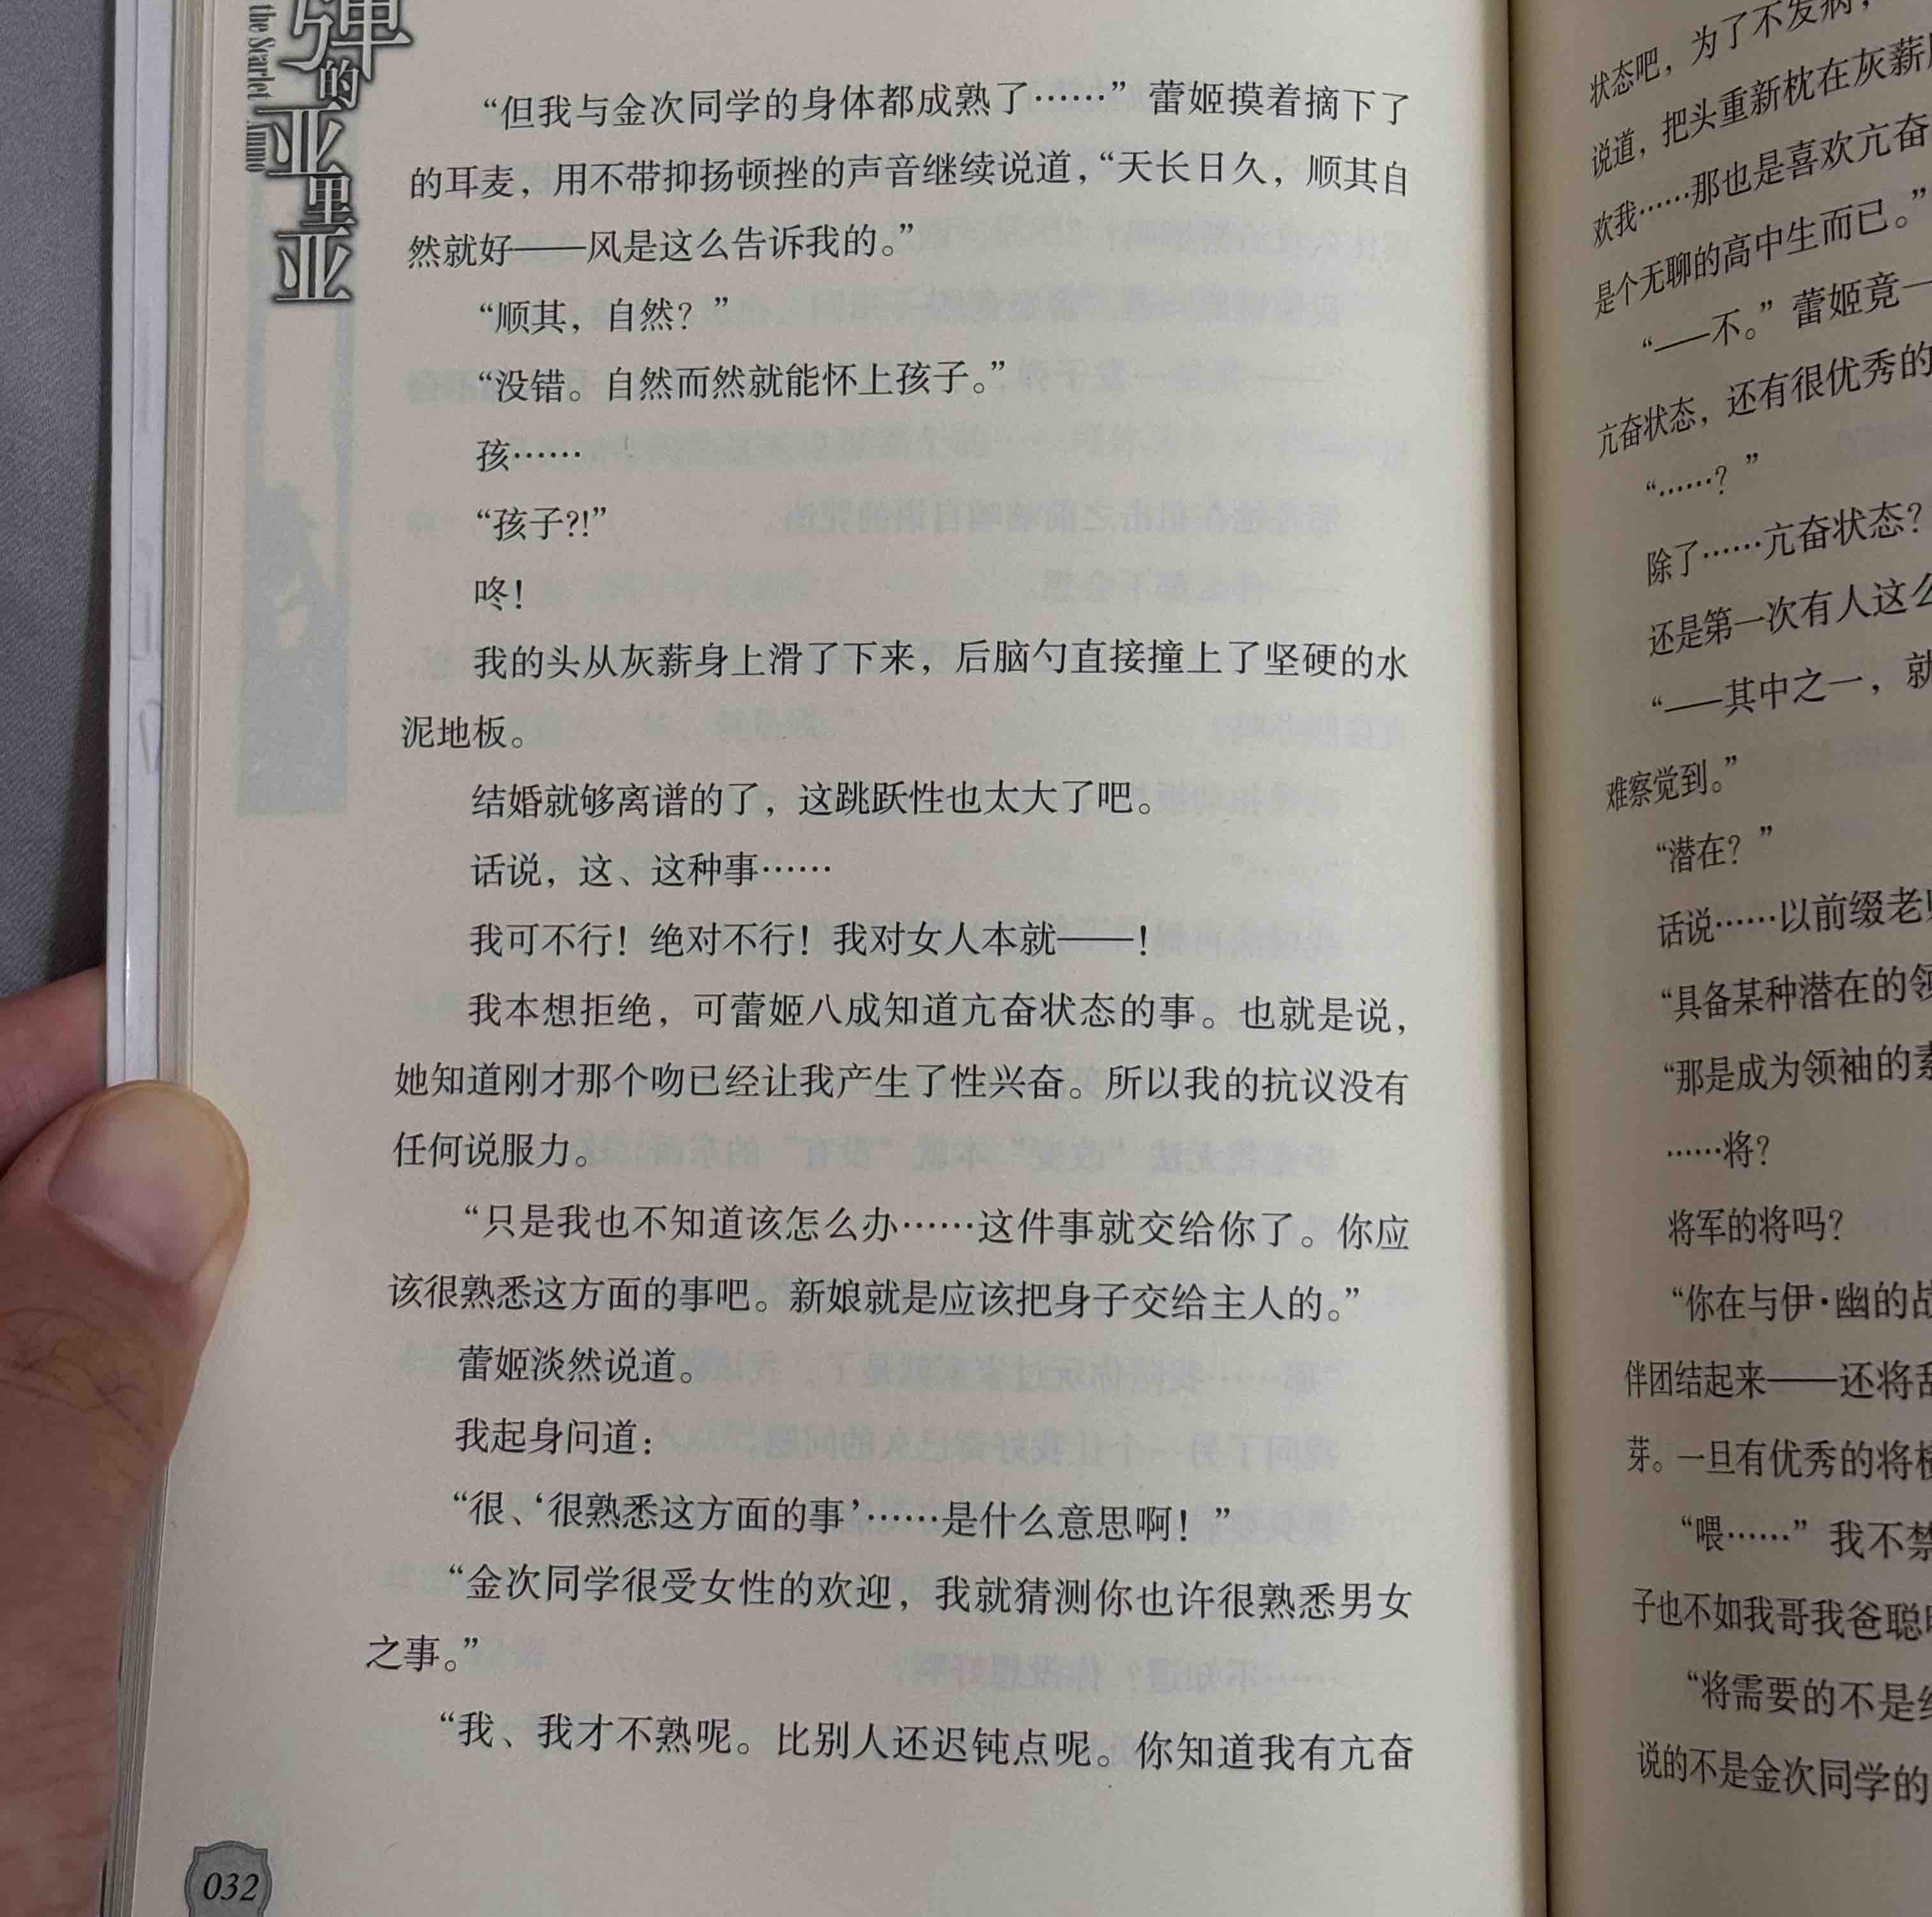 弹的亚里亚
the Scarlet Ammo
“但我与金次同学的身体都成熟了……”蕾姬摸着摘下了
的耳麦，用不带抑扬顿挫的声音继续说道，“天长日久，顺其自
然就好——风是这么告诉我的。”
“顺其，自然？”
“没错。自然而然就能怀上孩子。”
孩……
“孩子?!”
咚！
我的头从灰薪身上滑了下来，后脑勺直接撞上了坚硬的水
泥地板。
结婚就够离谱的了，这跳跃性也太大了吧。
话说，这、这种事……
我可不行！绝对不行！我对女人本就——！
我本想拒绝，可蕾姬八成知道亢奋状态的事。也就是说，
她知道刚才那个吻已经让我产生了性兴奋。所以我的抗议没有
任何说服力。
“只是我也不知道该怎么办……这件事就交给你了。你应
该很熟悉这方面的事吧。新娘就是应该把身子交给主人的。”
蕾姬淡然说道。
我起身问道：
“很、‘很熟悉这方面的事’……是什么意思啊！”
“金次同学很受女性的欢迎，我就猜测你也许很熟悉男女
之事。”
“我、我才不熟呢。比别人还迟钝点呢。你知道我有亢奋
032
状态吧，为了不发病，
说道，把头重新枕在灰薪
欢我……那也是喜欢亢奋
是个无聊的高中生而已。”
“——不。”蕾姬竟一
亢奋状态，还有很优秀的
“……？”
除了……亢奋状态？
还是第一次有人这么
“——其中之一，就
难察觉到。”
“潜在？”
话说……以前缀老
“具备某种潜在的领
“那是成为领袖的素
……将？
将军的将吗？
“你在与伊·幽的战
伴团结起来——还将敌
芽。一旦有优秀的将
“喂……”我不禁
子也不如我哥我爸聪
“将需要的不是
说的不是金次同学的